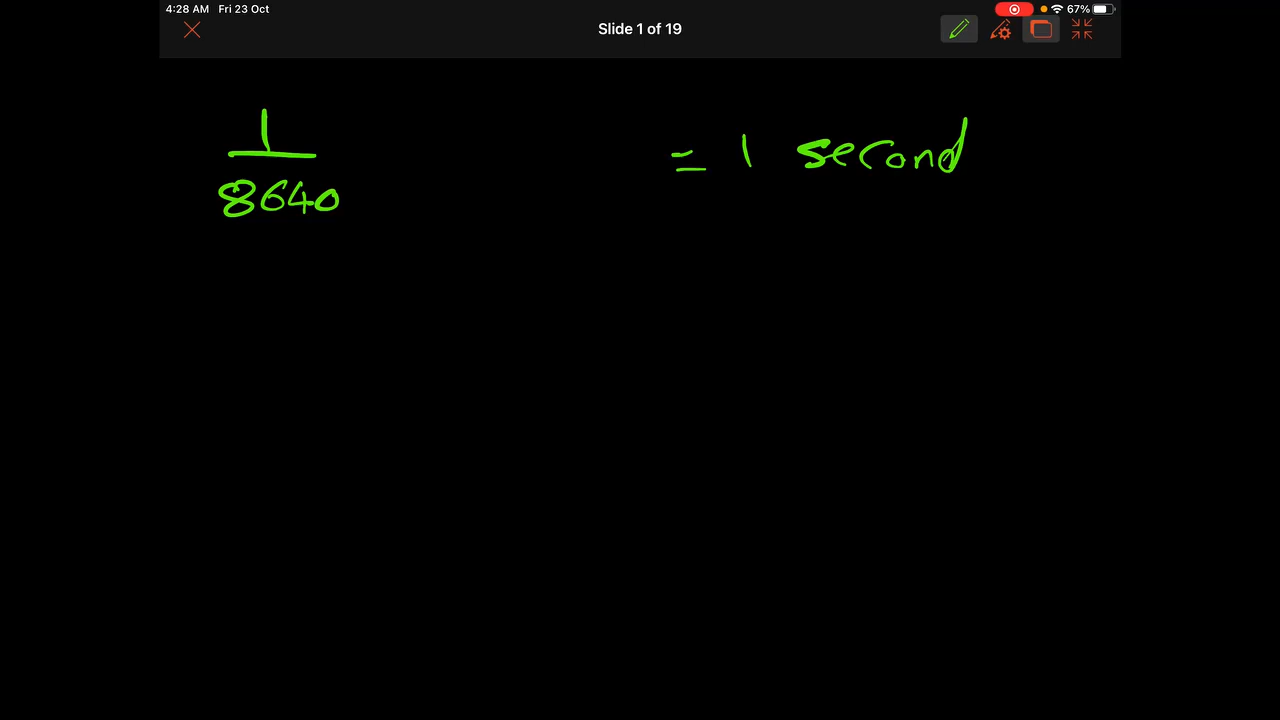 4:28 AM Fri 23 Oct 67%
Slide 1 of 19
1
8640
= 1 second